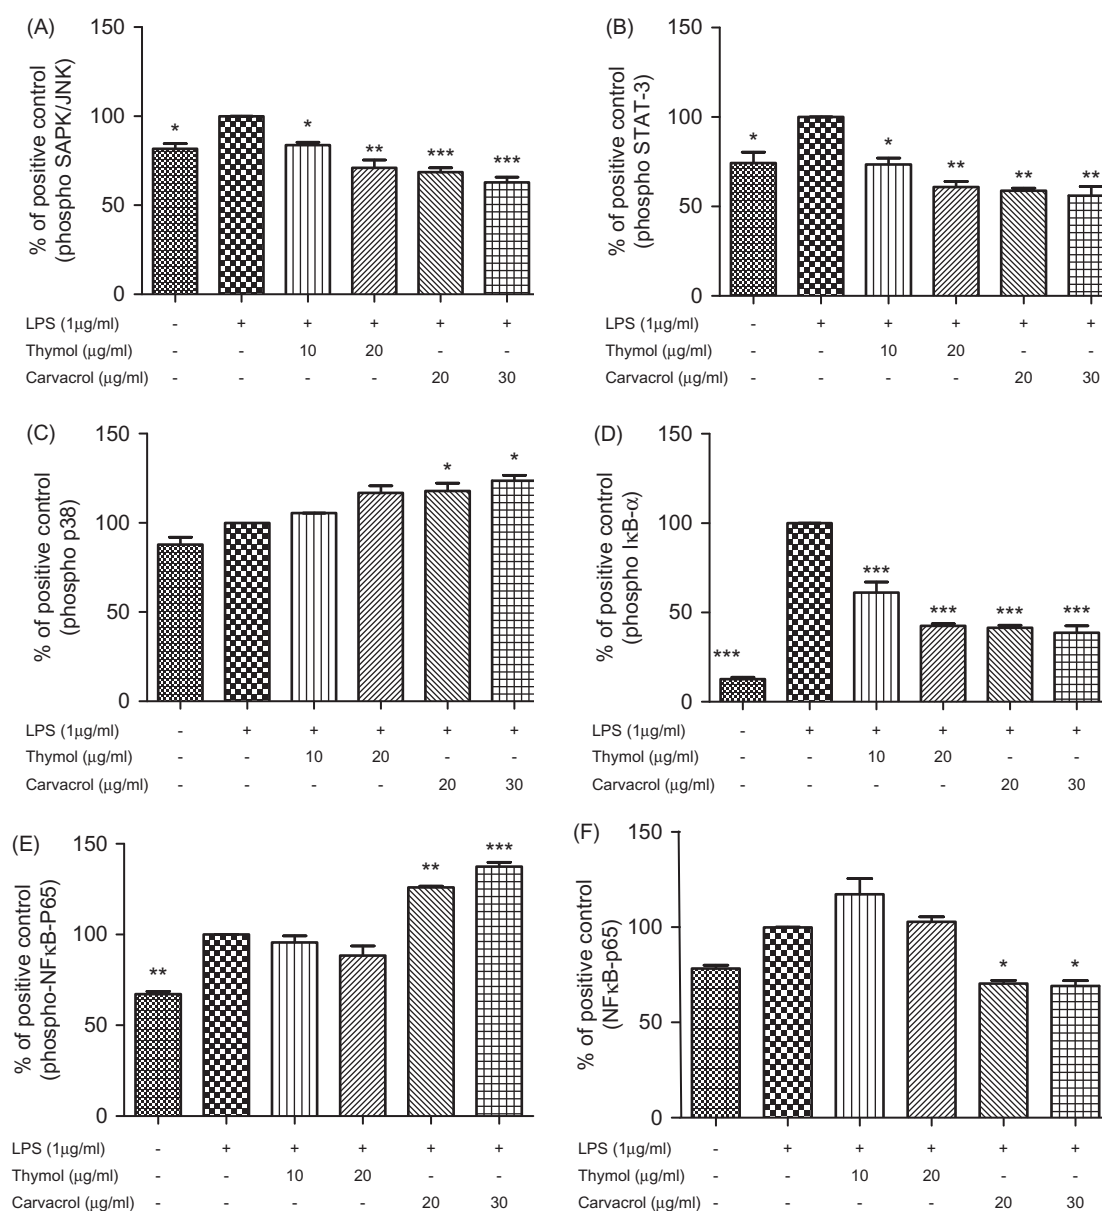 (A)
% of positive control
(phospho SAPK/JNK)
150
100
50
0
* * ** *** ***
LPS (1μg/ml) - + + + + +
Thymol (μg/ml) - - 10 20 - -
Carvacrol (μg/ml) - - - - 20 30
(B)
% of positive control
(phospho STAT-3)
150
100
50
0
* * ** ** **
LPS (1μg/ml) - + + + + +
Thymol (μg/ml) - - 10 20 - -
Carvacrol (μg/ml) - - - - 20 30
(C)
% of positive control
(phospho p38)
150
100
50
0
* *
LPS (1μg/ml) - + + + + +
Thymol (μg/ml) - - 10 20 - -
Carvacrol (μg/ml) - - - - 20 30
(D)
% of positive control
(phospho IκB-α)
150
100
50
0
*** *** *** *** ***
LPS (1μg/ml) - + + + + +
Thymol (μg/ml) - - 10 20 - -
Carvacrol (μg/ml) - - - - 20 30
(E)
% of positive control
(phospho-NFκB-P65)
150
100
50
0
** ** ***
LPS (1μg/ml) - + + + + +
Thymol (μg/ml) - - 10 20 - -
Carvacrol (μg/ml) - - - - 20 30
(F)
% of positive control
(NFκB-p65)
150
100
50
0
* *
LPS (1μg/ml) - + + + + +
Thymol (μg/ml) - - 10 20 - -
Carvacrol (μg/ml) - - - - 20 30